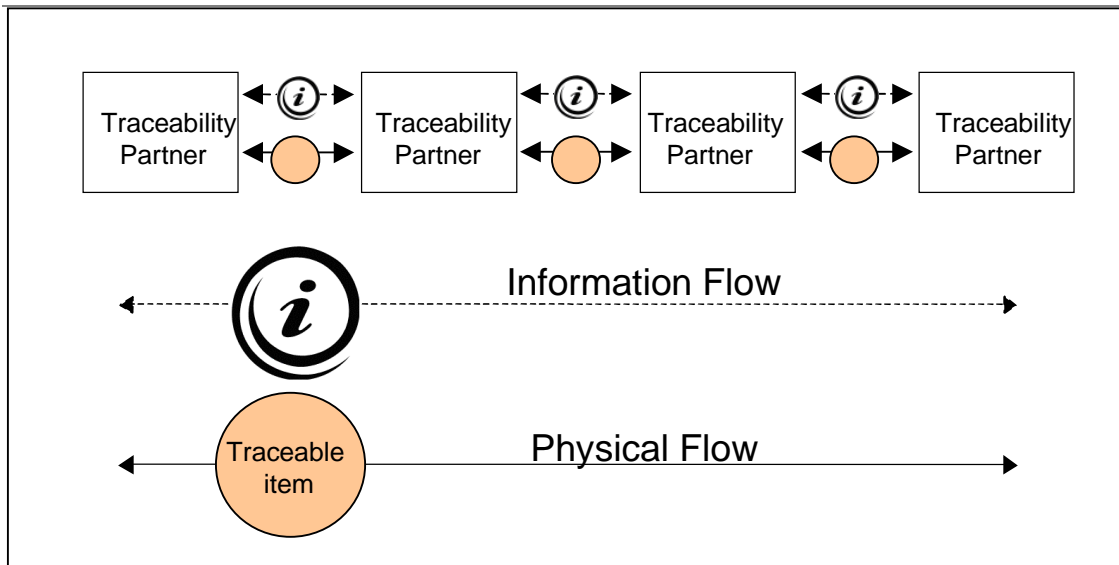 i
i
i
Traceability
Partner
Traceability
Partner
Traceability
Partner
Traceability
Partner
Information Flow
i
Physical Flow
Traceable
item